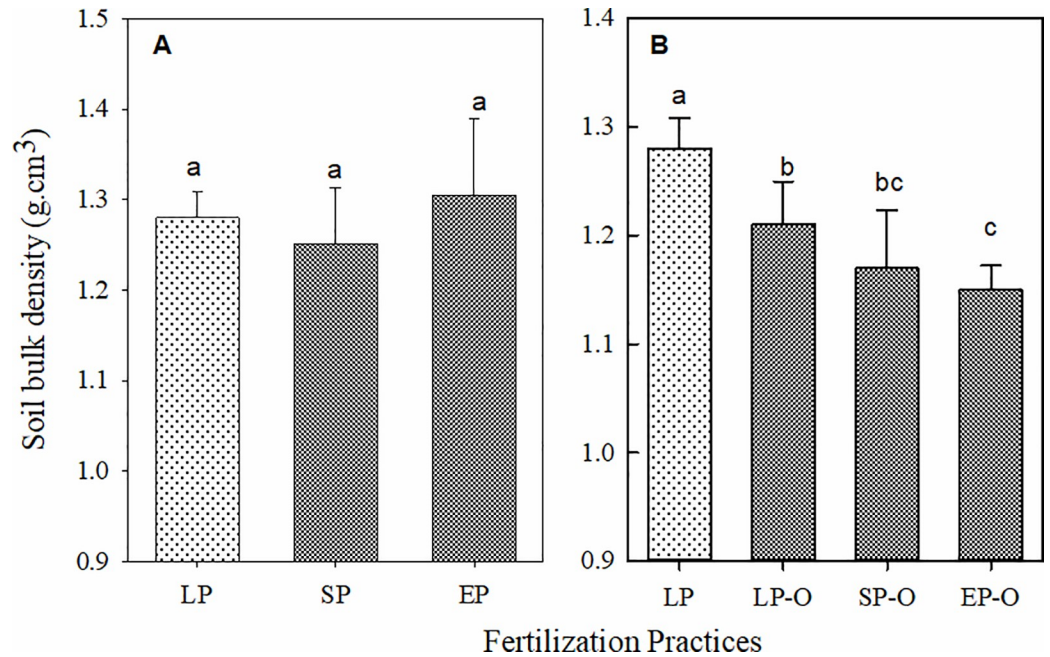 A
B
Soil bulk density (g.cm³)
1.5
1.4
1.3
1.2
1.1
1.0
0.9
a
a
a
LP
SP
EP
1.4
1.3
1.2
1.1
1.0
0.9
a
b
bc
c
LP
LP-O
SP-O
EP-O
Fertilization Practices